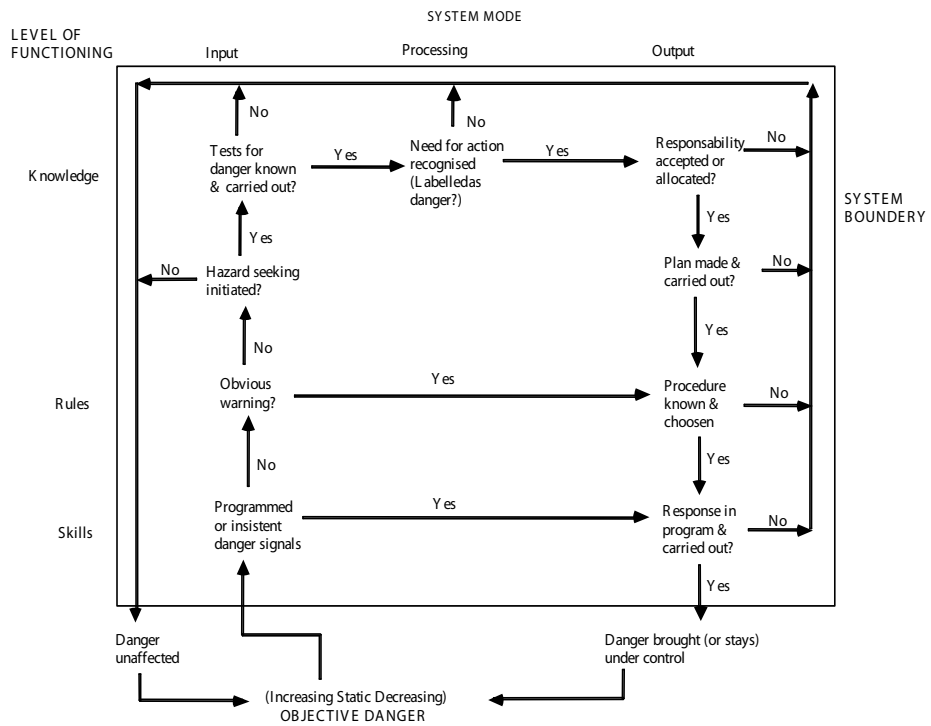 SYSTEM MODE
LEVEL OF
FUNCTIONING
Input
Processing
Output
No
No
Tests for
danger known
& carried out?
Yes
Need for action
recognised
(Labelledas
danger?)
Yes
Responsability
accepted or
allocated?
No
Knowledge
SYSTEM
BOUNDERY
Yes
Yes
No
Hazard seeking
initiated?
Plan made &
carried out?
No
No
Yes
Obvious
warning?
Yes
Procedure
known &
choosen
No
Rules
No
Yes
Programmed
or insistent
danger signals
Yes
Response in
program &
carried out?
No
Skills
Yes
Danger
unaffected
Danger brought (or stays)
under control
(Increasing Static Decreasing)
OBJECTIVE DANGER